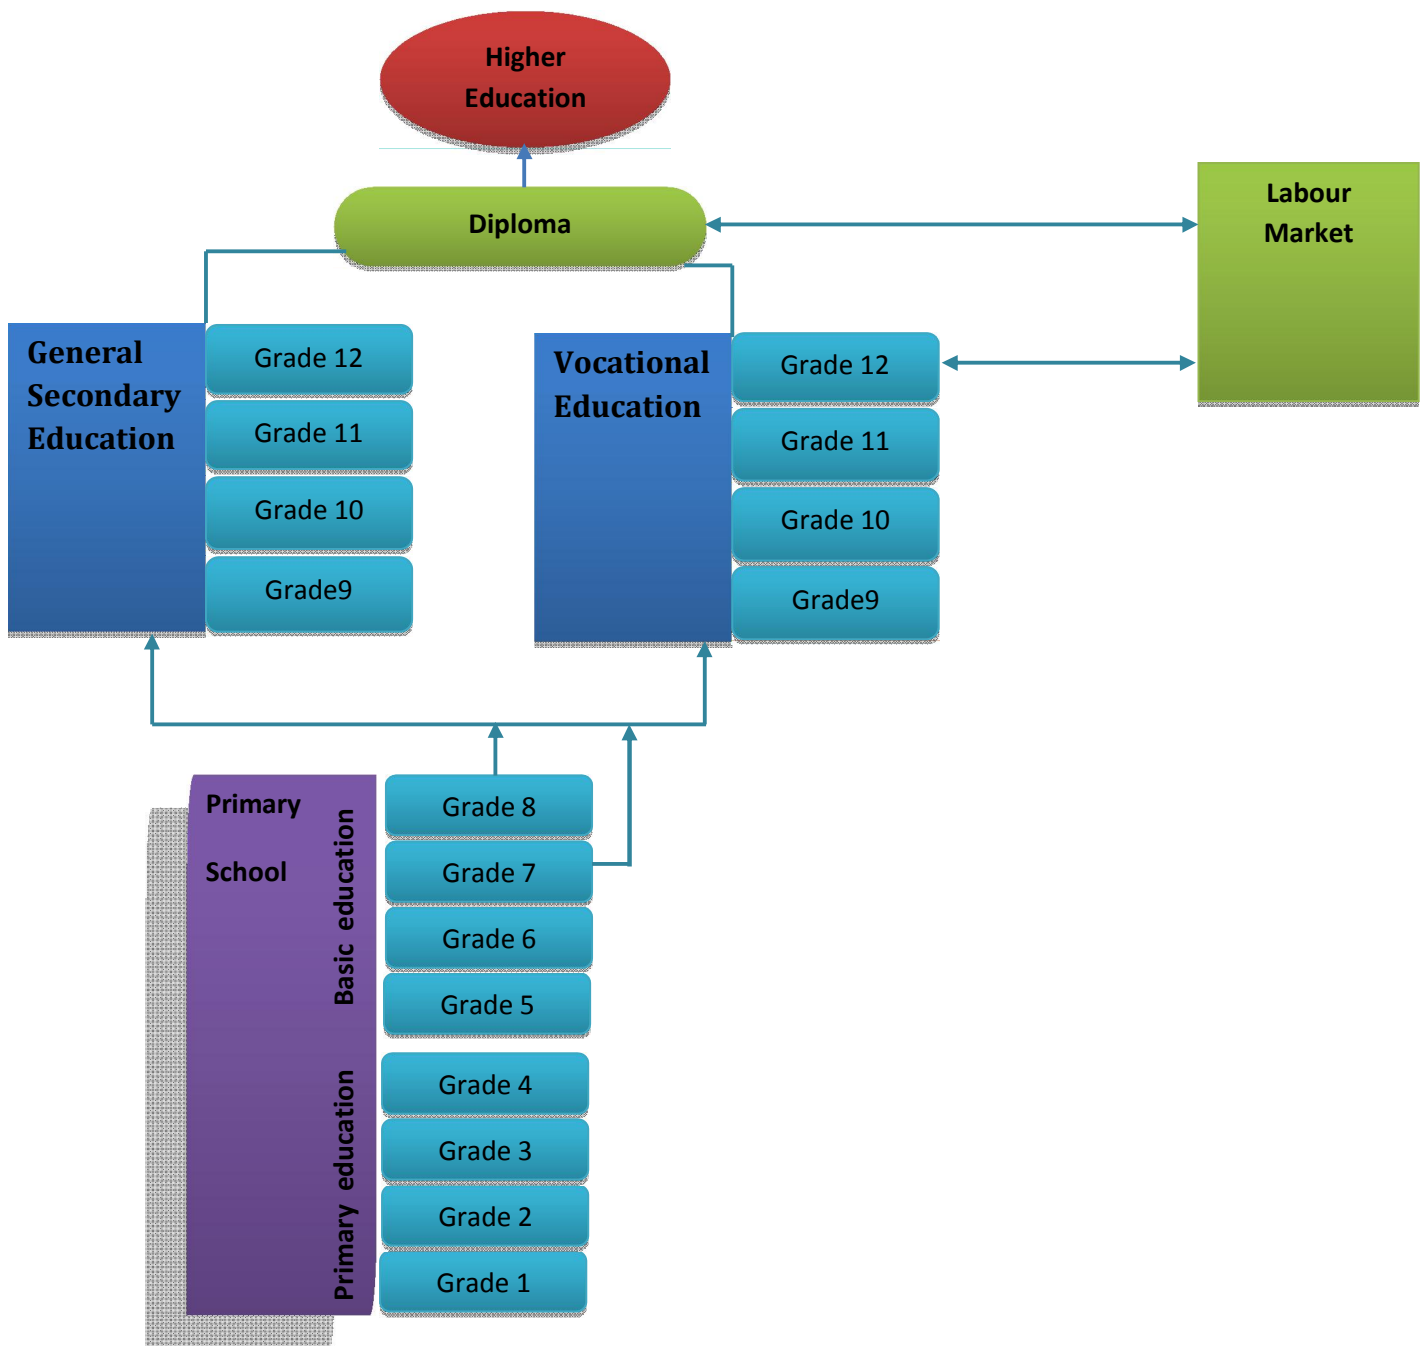 Higher
Education
Diploma
Labour
Market
General
Secondary
Education
Grade 12
Grade 11
Grade 10
Grade9
Vocational
Education
Grade 12
Grade 11
Grade 10
Grade9
Primary
School
Basic education
Primary education
Grade 8
Grade 7
Grade 6
Grade 5
Grade 4
Grade 3
Grade 2
Grade 1